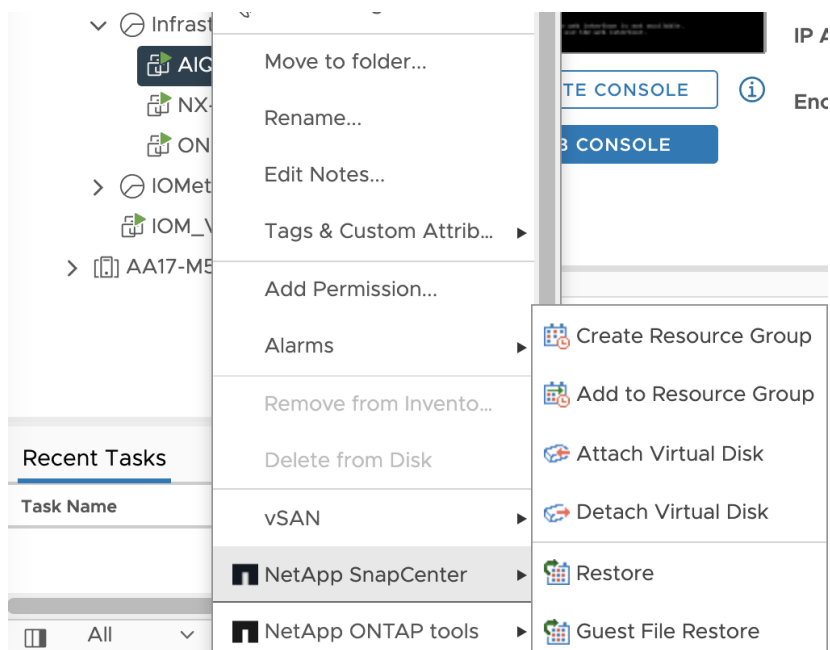 Infrast
AIQ
NX-
ON
IOMet
IOM_V
AA17-M5
Recent Tasks
Task Name
All
Move to folder...
Rename...
Edit Notes...
Tags & Custom Attrib...
Add Permission...
Alarms
Remove from Invento...
Delete from Disk
vSAN
NetApp SnapCenter
NetApp ONTAP tools
TE CONSOLE
B CONSOLE
IP A
Enc
Create Resource Group
Add to Resource Group
Attach Virtual Disk
Detach Virtual Disk
Restore
Guest File Restore